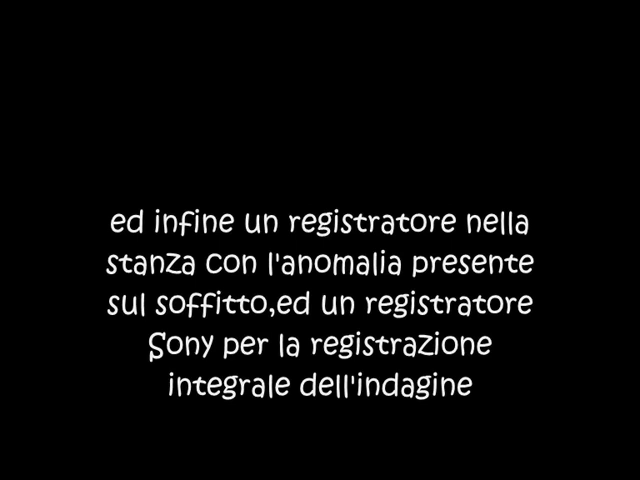 ed infine un registratore nella
stanza con l'anomalia presente
sul soffitto,ed un registratore
Sony per la registrazione
integrale dell'indagine